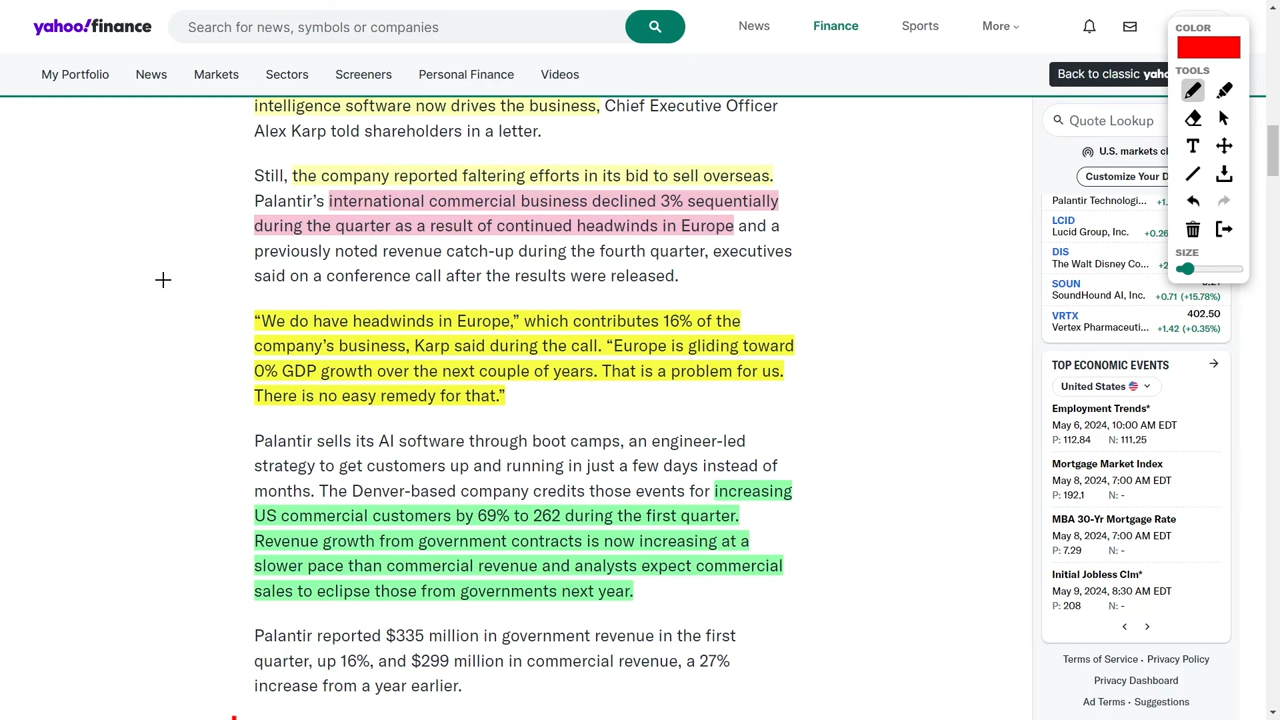 yahoo!finance
Search for news, symbols or companies
News
Finance
Sports
More
My Portfolio
News
Markets
Sectors
Screeners
Personal Finance
Videos
Back to classic yaho
intelligence software now drives the business, Chief Executive Officer
Alex Karp told shareholders in a letter.
Still, the company reported faltering efforts in its bid to sell overseas.
Palantir’s international commercial business declined 3% sequentially
during the quarter as a result of continued headwinds in Europe and a
previously noted revenue catch-up during the fourth quarter, executives
said on a conference call after the results were released.
“We do have headwinds in Europe,” which contributes 16% of the
company’s business, Karp said during the call. “Europe is gliding toward
0% GDP growth over the next couple of years. That is a problem for us.
There is no easy remedy for that.”
Palantir sells its AI software through boot camps, an engineer-led
strategy to get customers up and running in just a few days instead of
months. The Denver-based company credits those events for increasing
US commercial customers by 69% to 262 during the first quarter.
Revenue growth from government contracts is now increasing at a
slower pace than commercial revenue and analysts expect commercial
sales to eclipse those from governments next year.
Palantir reported $335 million in government revenue in the first
quarter, up 16%, and $299 million in commercial revenue, a 27%
increase from a year earlier.
Quote Lookup
U.S. markets cl
Customize Your D
Palantir Technologi... +1.
LCID
Lucid Group, Inc. +0.26
DIS
The Walt Disney Co... +2
SOUN
SoundHound AI, Inc. +0.71 (+15.78%)
VRTX 402.50
Vertex Pharmaceuti... +1.42 (+0.35%)
TOP ECONOMIC EVENTS
United States
Employment Trends*
May 6, 2024, 10:00 AM EDT
P: 112.84 N: 111.25
Mortgage Market Index
May 8, 2024, 7:00 AM EDT
P: 192.1 N: -
MBA 30-Yr Mortgage Rate
May 8, 2024, 7:00 AM EDT
P: 7.29 N: -
Initial Jobless Clm*
May 9, 2024, 8:30 AM EDT
P: 208 N: -
Terms of Service • Privacy Policy
Privacy Dashboard
Ad Terms • Suggestions
COLOR
TOOLS
T
SIZE